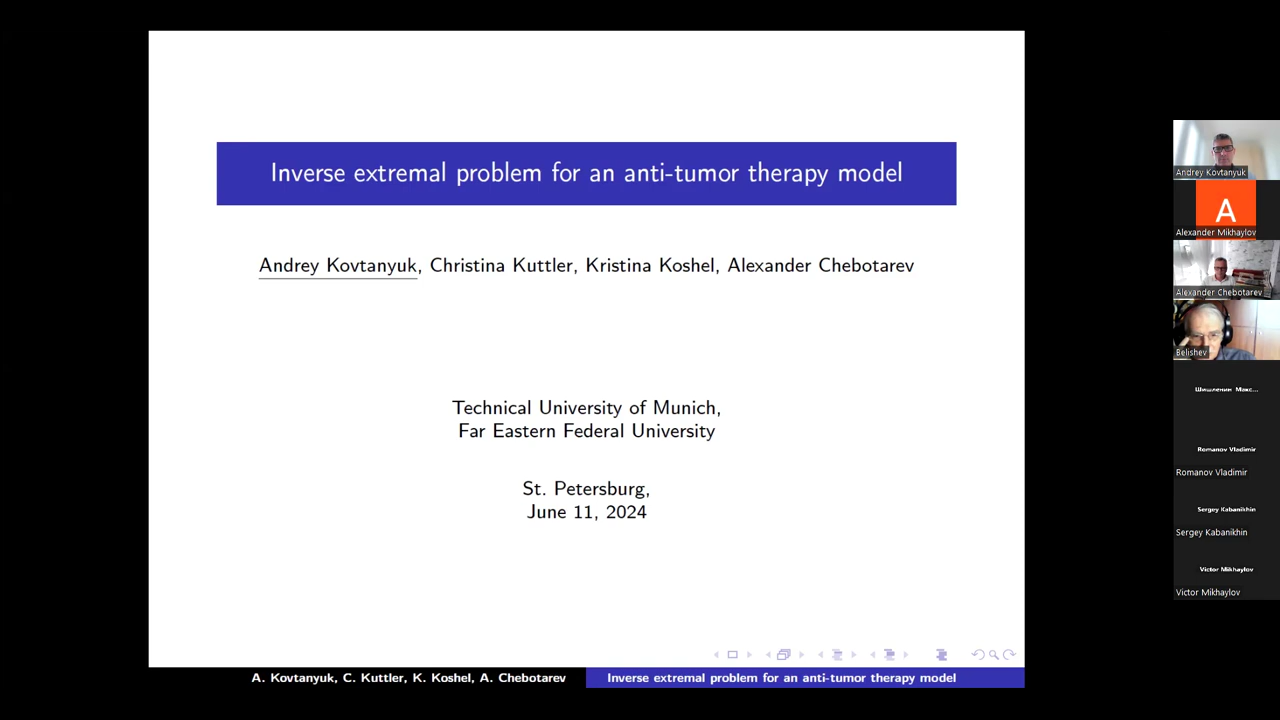 Inverse extremal problem for an anti-tumor therapy model
Andrey Kovtanyuk, Christina Kuttler, Kristina Koshel, Alexander Chebotarev
Technical University of Munich,
Far Eastern Federal University
St. Petersburg,
June 11, 2024
A. Kovtanyuk, C. Kuttler, K. Koshel, A. Chebotarev
Inverse extremal problem for an anti-tumor therapy model
Andrey Kovtanyuk
A
Alexander Mikhaylov
Alexander Chebotarev
Belishev
Шишленин Макс...
Romanov Vladimir
Romanov Vladimir
Sergey Kabanikhin
Sergey Kabanikhin
Victor Mikhaylov
Victor Mikhaylov